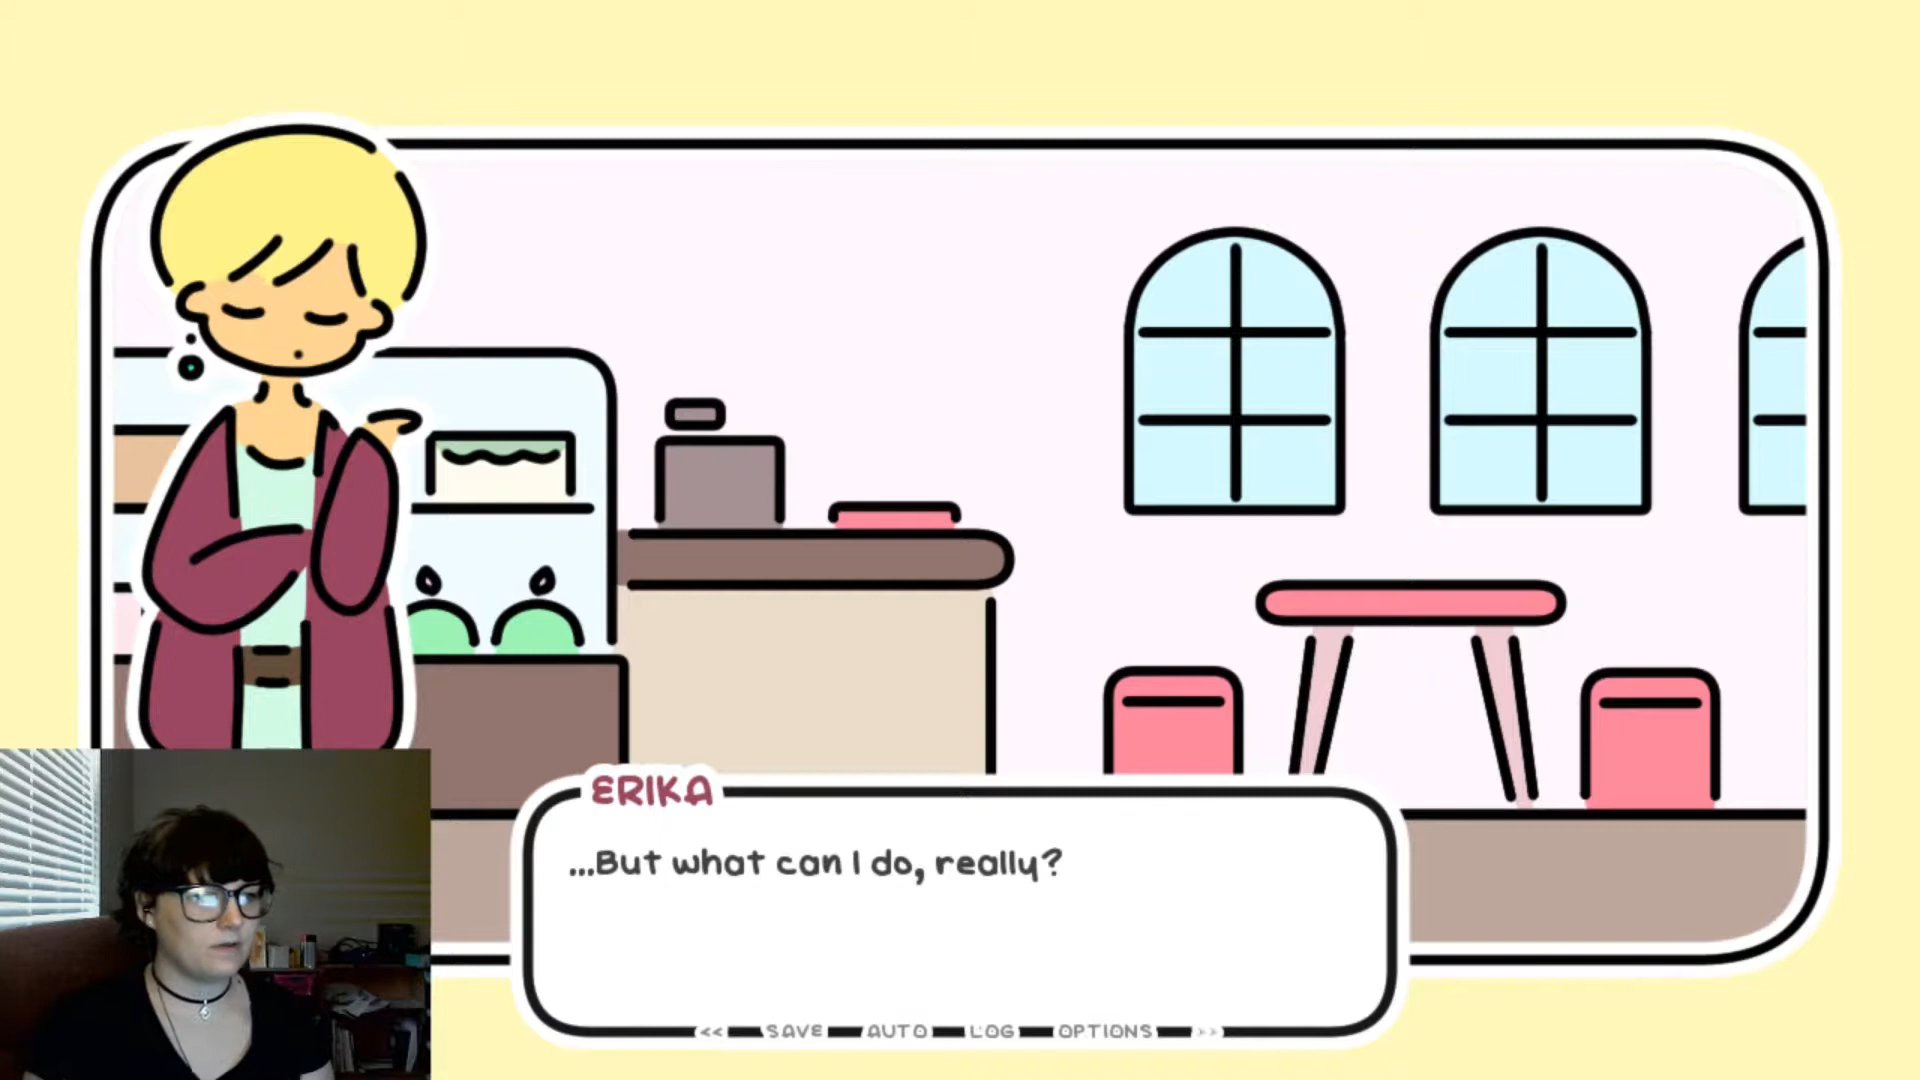 ERIKA
...But what can I do, really?
<< SAVE AUTO LOG OPTIONS >>